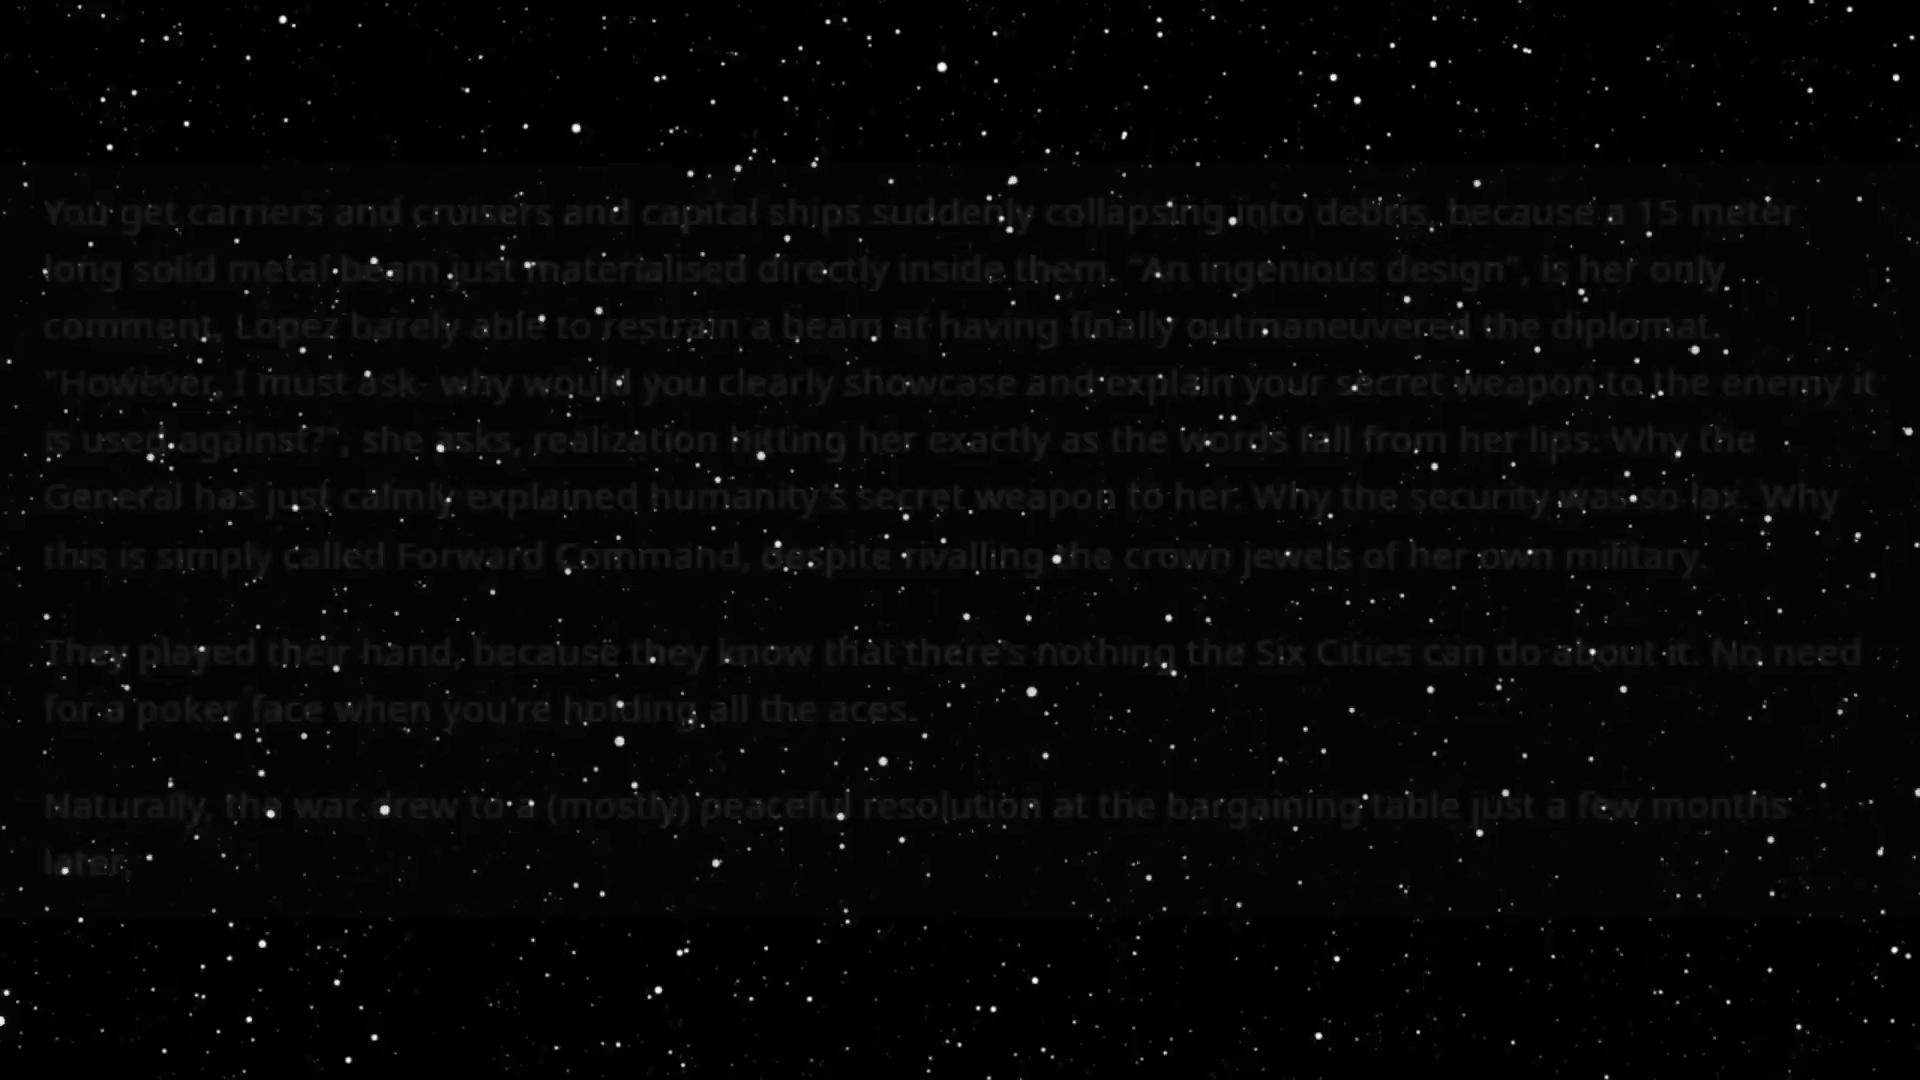 You get carriers and cruisers and capital ships suddenly collapsing into debris, because a 15 meter
long solid metal beam just materialised directly inside them. "An ingenious design", is her only
comment, Lopez barely able to restrain a beam at having finally outmaneuvered the diplomat.
"However, I must ask- why would you clearly showcase and explain your secret weapon to the enemy it
is used against?", she asks, realization hitting her exactly as the words fall from her lips. Why the
General has just calmly explained humanity's secret weapon to her. Why the security was so lax. Why
this is simply called Forward Command, despite rivalling the crown jewels of her own military.
They played their hand, because they know that there's nothing the Six Cities can do about it. No need
for a poker face when you're holding all the aces.
Naturally, the war drew to a (mostly) peaceful resolution at the bargaining table just a few months
later,